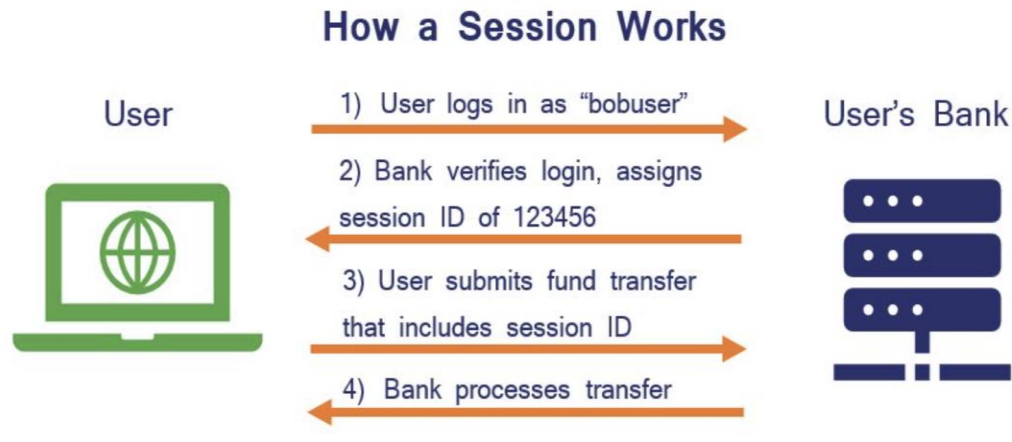 How a Session Works
User
1) User logs in as “bobuser”
User’s Bank
2) Bank verifies login, assigns
session ID of 123456
3) User submits fund transfer
that includes session ID
4) Bank processes transfer